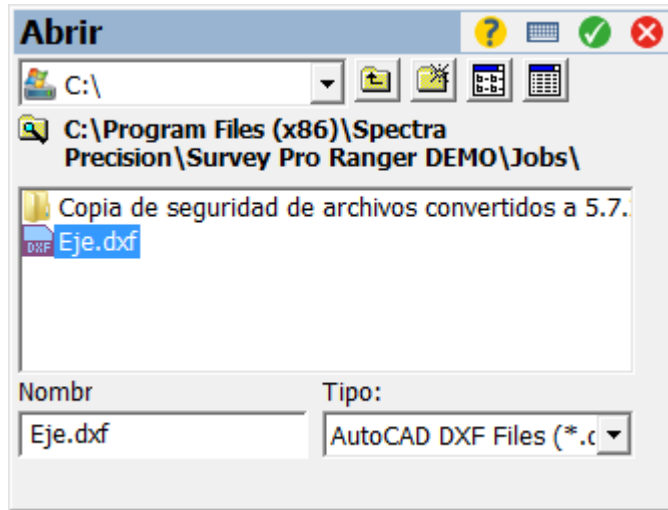 Abrir
?
C:\
C:\Program Files (x86)\Spectra
Precision\Survey Pro Ranger DEMO\Jobs\
Copia de seguridad de archivos convertidos a 5.7.
DXF Eje.dxf
Nombr Tipo:
Eje.dxf AutoCAD DXF Files (*.d